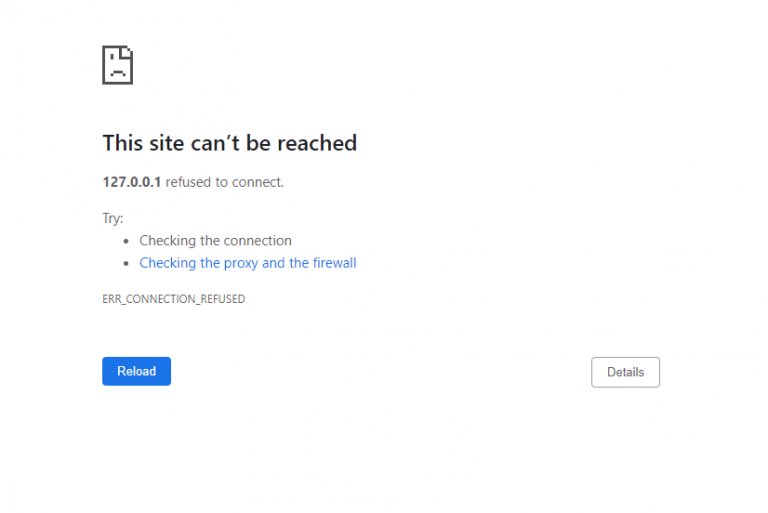 This site can’t be reached
127.0.0.1 refused to connect.
Try:
• Checking the connection
• Checking the proxy and the firewall
ERR_CONNECTION_REFUSED
Reload Details